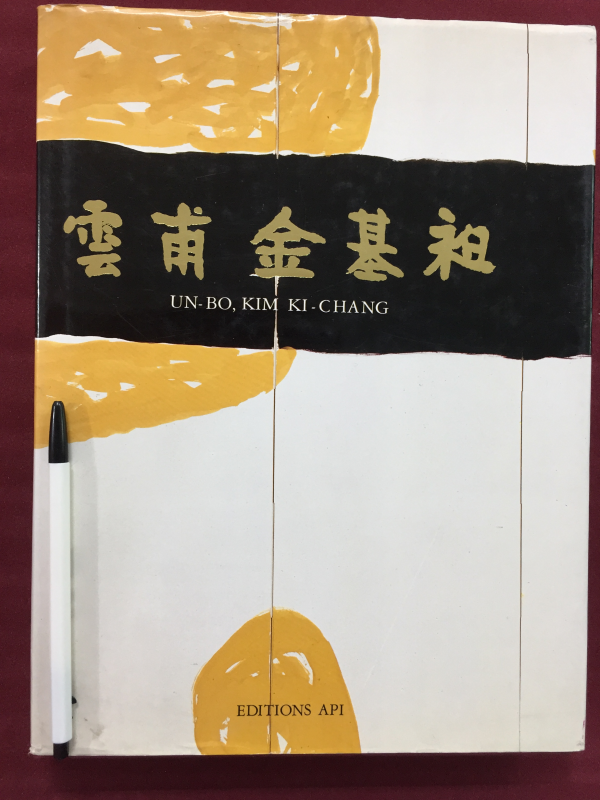 雲甫金基昶
UN-BO, KIM KI-CHANG
EDITIONS API